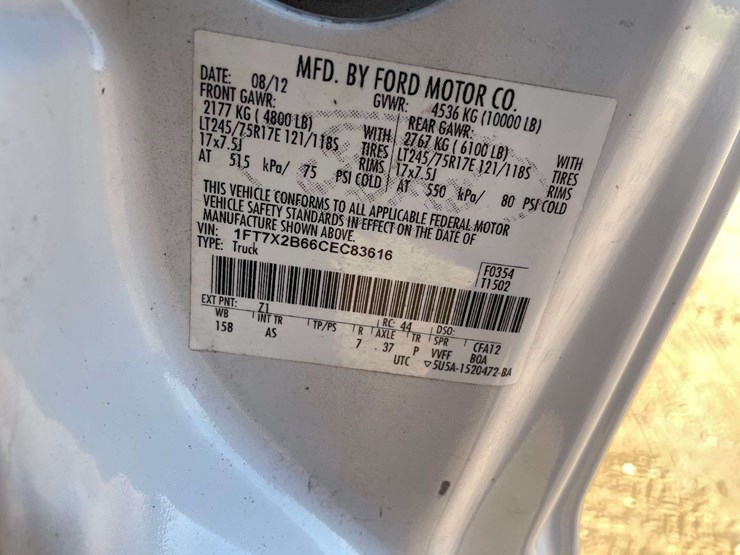 MFD. BY FORD MOTOR CO.
DATE: 08/12 GVWR: 4536 KG (10000 LB)
FRONT GAWR: REAR GAWR:
2177 KG ( 4800 LB) WITH 2767 KG ( 6100 LB) WITH
LT245/75R17E 121/118S TIRES LT245/75R17E 121/118S TIRES
17x7.5J RIMS 17x7.5J RIMS
AT 515 kPa/ 75 PSI COLD AT 550 kPa/ 80 PSI COLD
THIS VEHICLE CONFORMS TO ALL APPLICABLE FEDERAL MOTOR
VEHICLE SAFETY STANDARDS IN EFFECT ON THE DATE OF
MANUFACTURE SHOWN ABOVE.
VIN: 1FT7X2B66CEC83616
TYPE: Truck
F0354
T1502
EXT PNT: Z1 RC: 44 DSO:
WB INT TR TP/PS R AXLE TR SPR CFA12
158 AS 7 37 P VVFF BOA
UTC ▽5U5A-1520472-BA